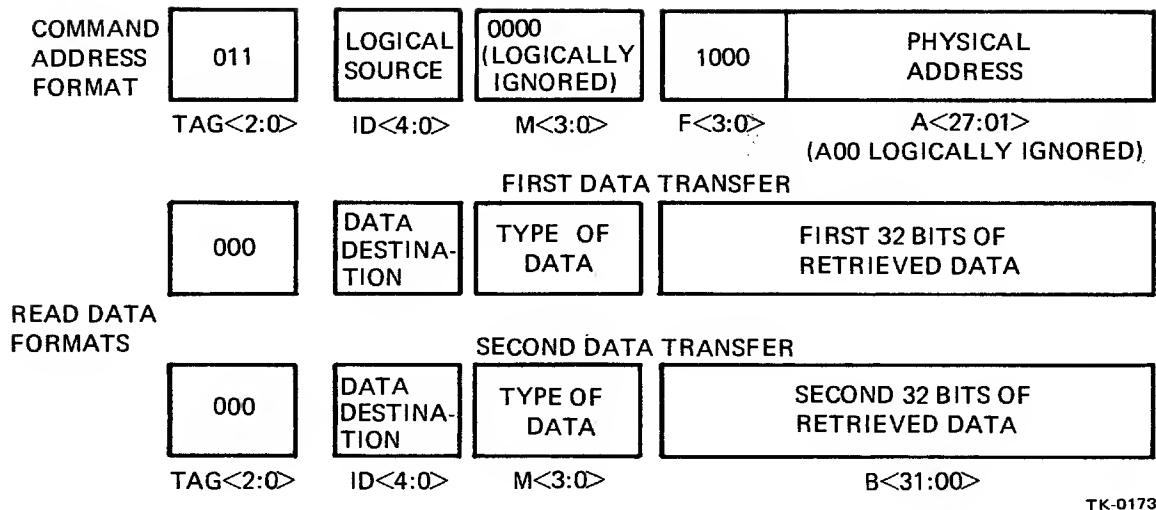 COMMAND
ADDRESS
FORMAT
011
LOGICAL
SOURCE
0000
(LOGICALLY
IGNORED)
1000
PHYSICAL
ADDRESS
TAG<2:0>
ID<4:0>
M<3:0>
F<3:0>
A<27:01>
(A00 LOGICALLY IGNORED)
FIRST DATA TRANSFER
000
DATA
DESTINA-
TION
TYPE OF
DATA
FIRST 32 BITS OF
RETRIEVED DATA
READ DATA
FORMATS
SECOND DATA TRANSFER
000
DATA
DESTINA-
TION
TYPE OF
DATA
SECOND 32 BITS OF
RETRIEVED DATA
TAG<2:0>
ID<4:0>
M<3:0>
B<31:00>
TK-0173